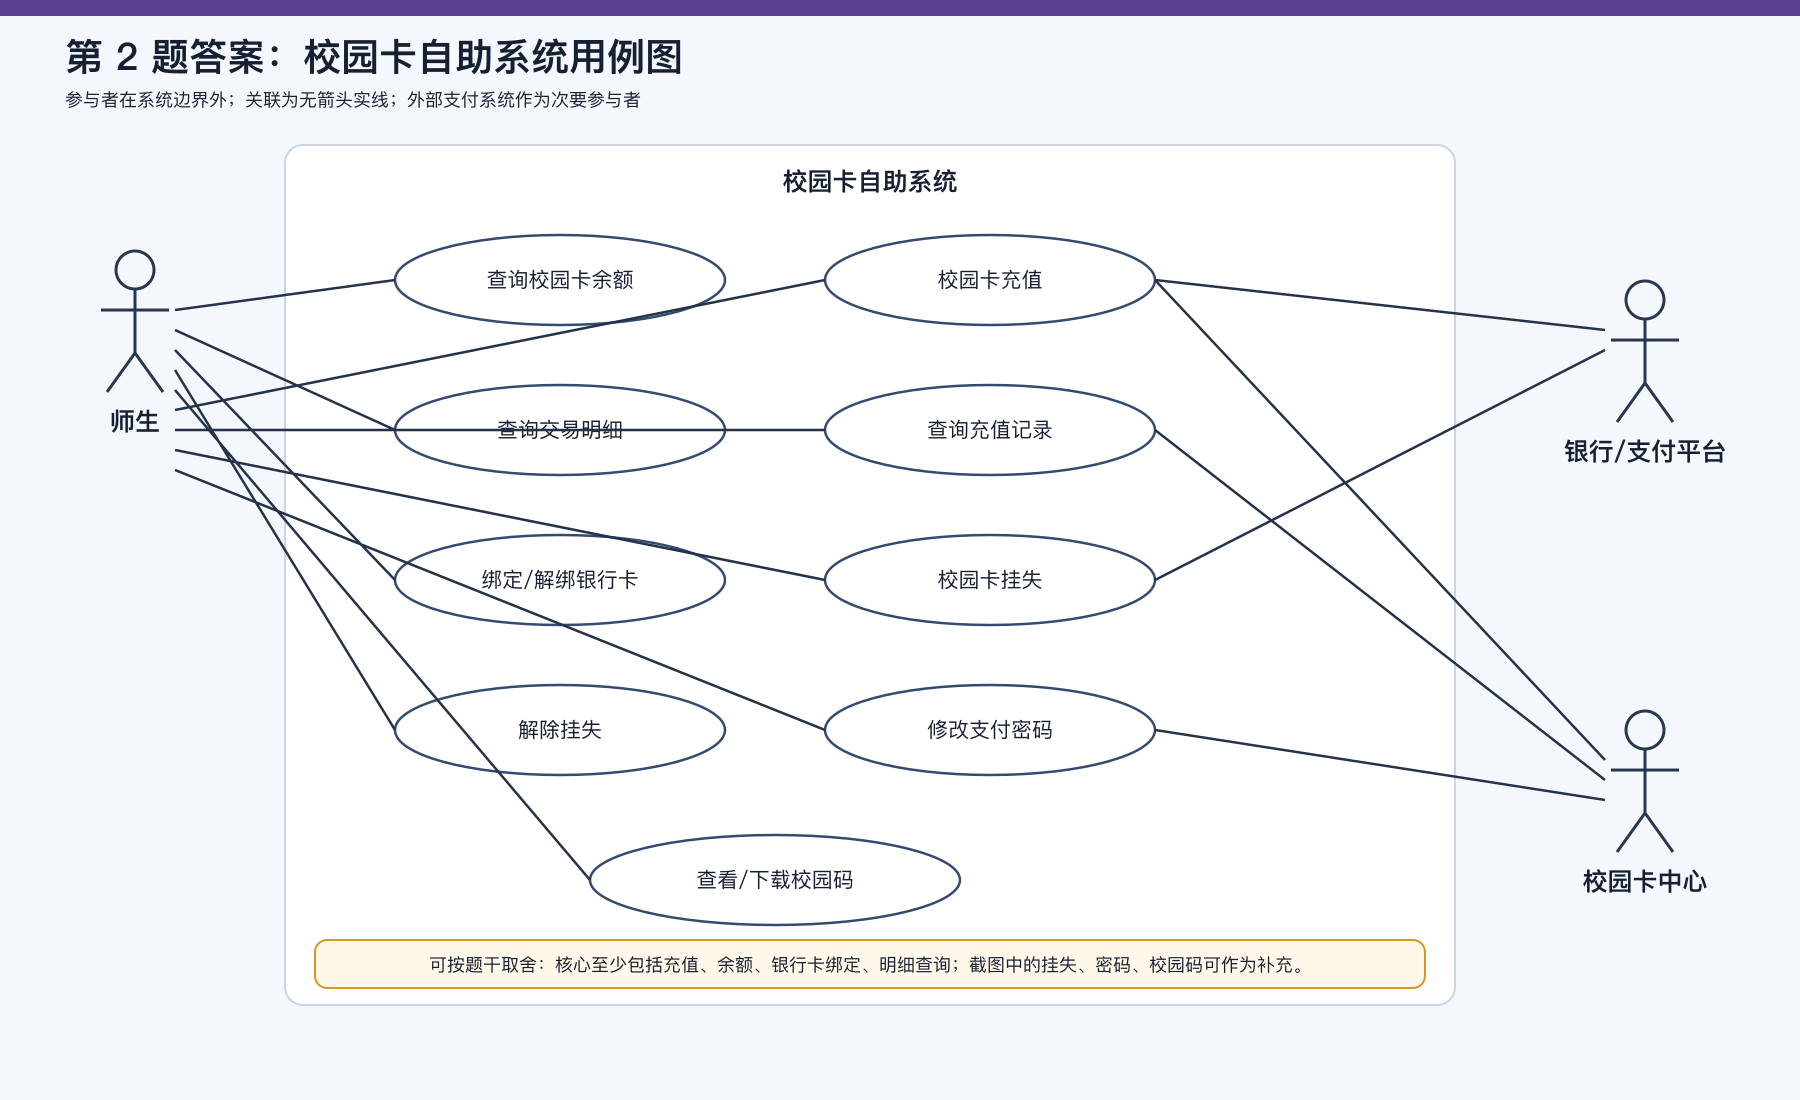 第 2 题答案：校园卡自助系统用例图
参与者在系统边界外；关联为无箭头实线；外部支付系统作为次要参与者
校园卡自助系统
查询校园卡余额
校园卡充值
师生
查询交易明细
查询充值记录
银行/支付平台
绑定/解绑银行卡
校园卡挂失
解除挂失
修改支付密码
查看/下载校园码
校园卡中心
可按题干取舍：核心至少包括充值、余额、银行卡绑定、明细查询；截图中的挂失、密码、校园码可作为补充。